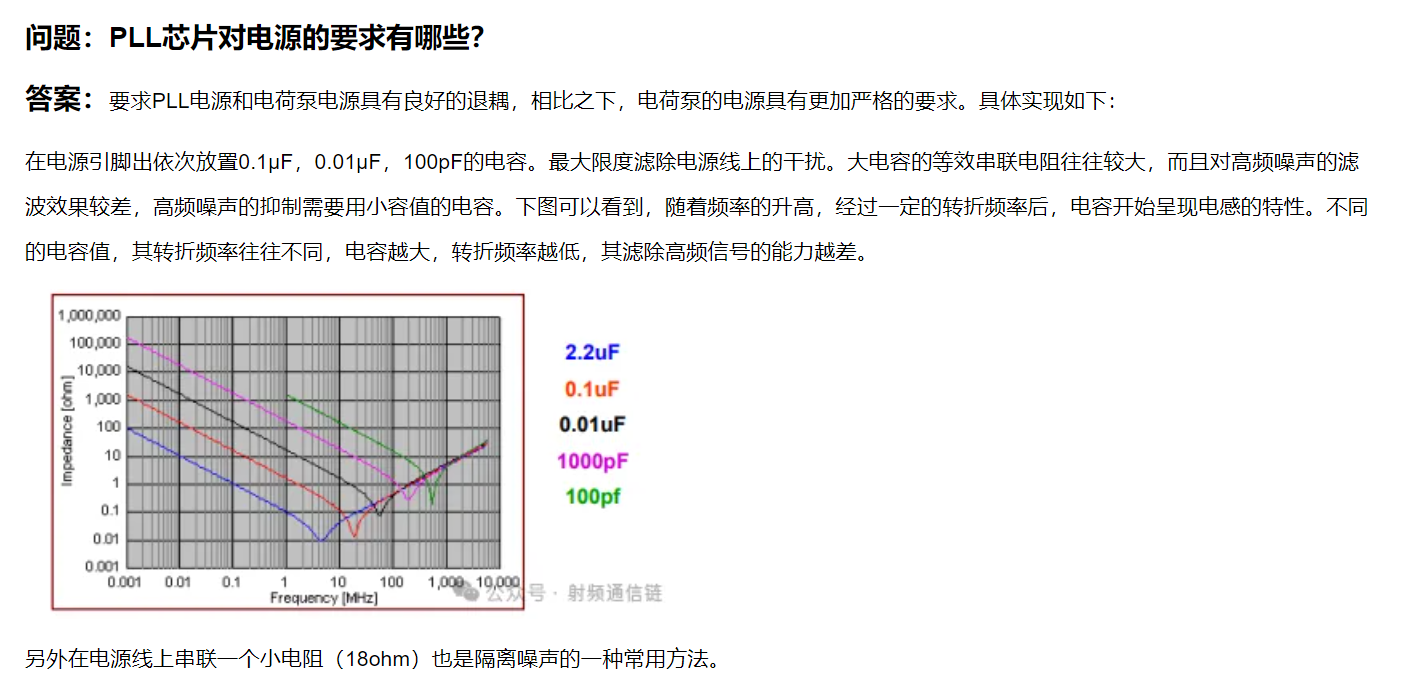 问题：PLL芯片对电源的要求有哪些？
答案：要求PLL电源和电荷泵电源具有良好的退耦，相比之下，电荷泵的电源具有更加严格的要求。具体实现如下：
在电源引脚出依次放置0.1µF，0.01µF，100pF的电容。最大限度滤除电源线上的干扰。大电容的等效串联电阻往往较大，而且对高频噪声的滤
波效果较差，高频噪声的抑制需要用小容值的电容。下图可以看到，随着频率的升高，经过一定的转折频率后，电容开始呈现电感的特性。不同
的电容值，其转折频率往往不同，电容越大，转折频率越低，其滤除高频信号的能力越差。
1,000,000
100,000
10,000
1,000
100
10
1
0.1
0.01
0.001
Impedance [ohm]
0.001 0.01 0.1 1 10 100 1,000 10,000
Frequency [MHz]
2.2uF
0.1uF
0.01uF
1000pF
100pf
公众号 · 射频通信链
另外在电源线上串联一个小电阻（18ohm）也是隔离噪声的一种常用方法。